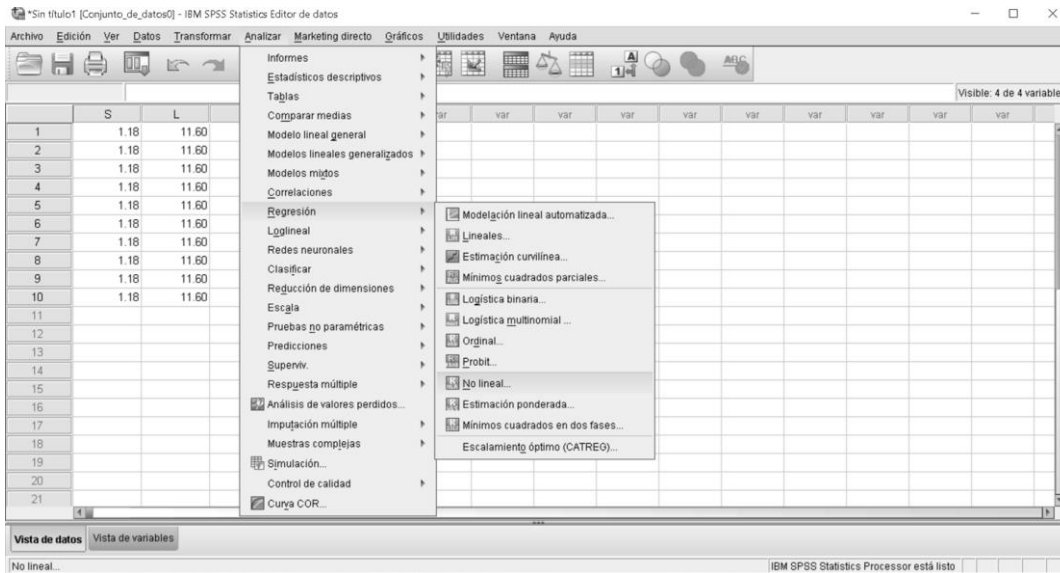 *Sin título1 [Conjunto_de_datos0] - IBM SPSS Statistics Editor de datos
Archivo Edición Ver Datos Transformar Analizar Marketing directo Gráficos Utilidades Ventana Ayuda
Visible: 4 de 4 variable
S L var var var var var var var var var
1 1.18 11.60
2 1.18 11.60
3 1.18 11.60
4 1.18 11.60
5 1.18 11.60
6 1.18 11.60
7 1.18 11.60
8 1.18 11.60
9 1.18 11.60
10 1.18 11.60
11
12
13
14
15
16
17
18
19
20
21
Informes
Estadísticos descriptivos
Tablas
Comparar medias
Modelo lineal general
Modelos lineales generalizados
Modelos mixtos
Correlaciones
Regresión
Loglineal
Redes neuronales
Clasificar
Reducción de dimensiones
Escala
Pruebas no paramétricas
Predicciones
Superviv.
Respuesta múltiple
Análisis de valores perdidos...
Imputación múltiple
Muestras complejas
Simulación...
Control de calidad
Curva COR...
Modelación lineal automatizada...
Lineales...
Estimación curvilínea...
Mínimos cuadrados parciales...
Logística binaria...
Logística multinomial ...
Ordinal...
Probit...
No lineal...
Estimación ponderada...
Mínimos cuadrados en dos fases...
Escalamiento óptimo (CATREG)...
Vista de datos Vista de variables
No lineal... IBM SPSS Statistics Processor está listo